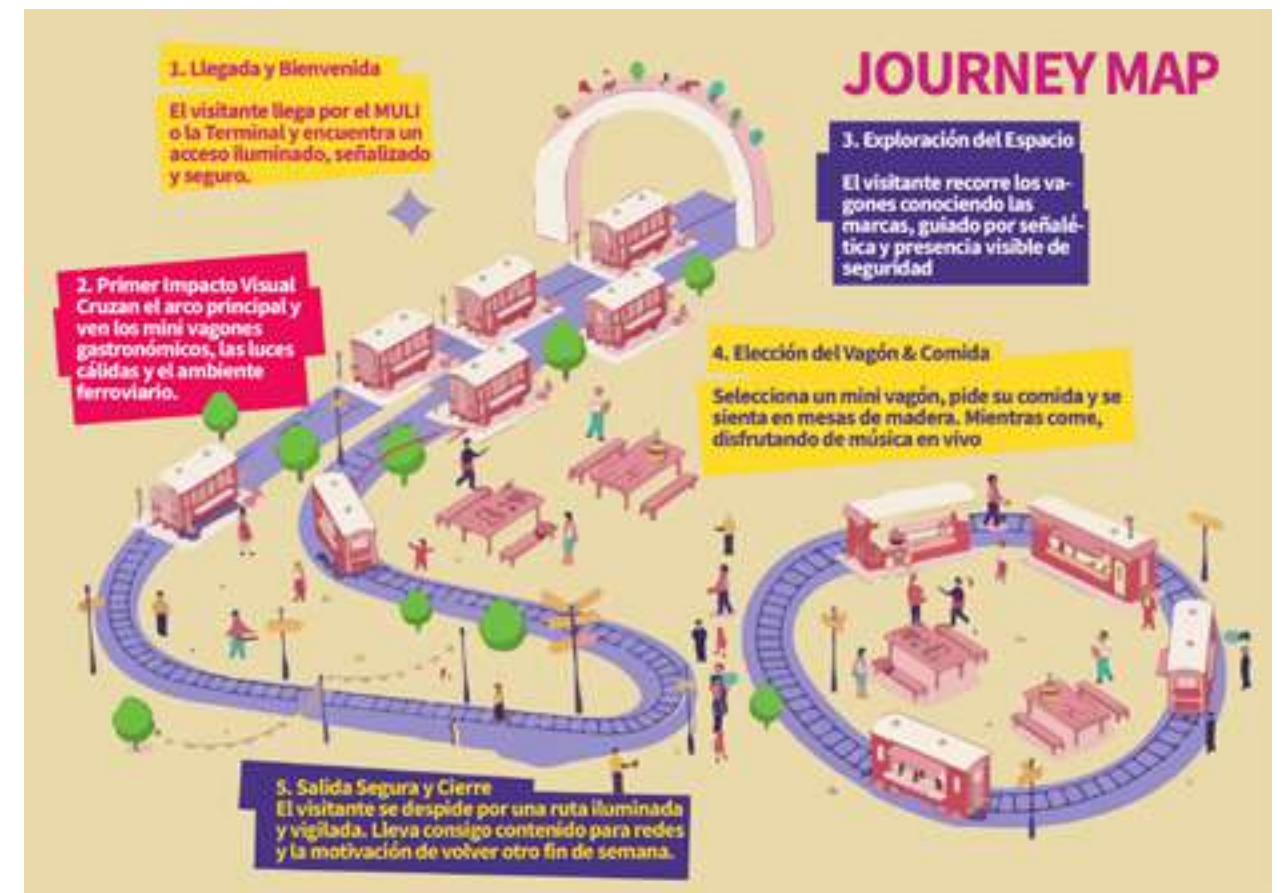 JOURNEY MAP
1. Llegada y Bienvenida
El visitante llega por el MULI
o la Terminal y encuentra un
acceso iluminado, señalizado
y seguro.
2. Primer Impacto Visual
Cruzan el arco principal y
ven los mini vagones
gastronómicos, las luces
cálidas y el ambiente
ferroviario.
3. Exploración del Espacio
El visitante recorre los va-
gones conociendo las
marcas, guiado por señalé-
tica y presencia visible de
seguridad
4. Elección del Vagón & Comida
Selecciona un mini vagón, pide su comida y se
sienta en mesas de madera. Mientras come,
disfrutando de música en vivo
5. Salida Segura y Cierre
El visitante se despide por una ruta iluminada
y vigilada. Lleva consigo contenido para redes
y la motivación de volver otro fin de semana.